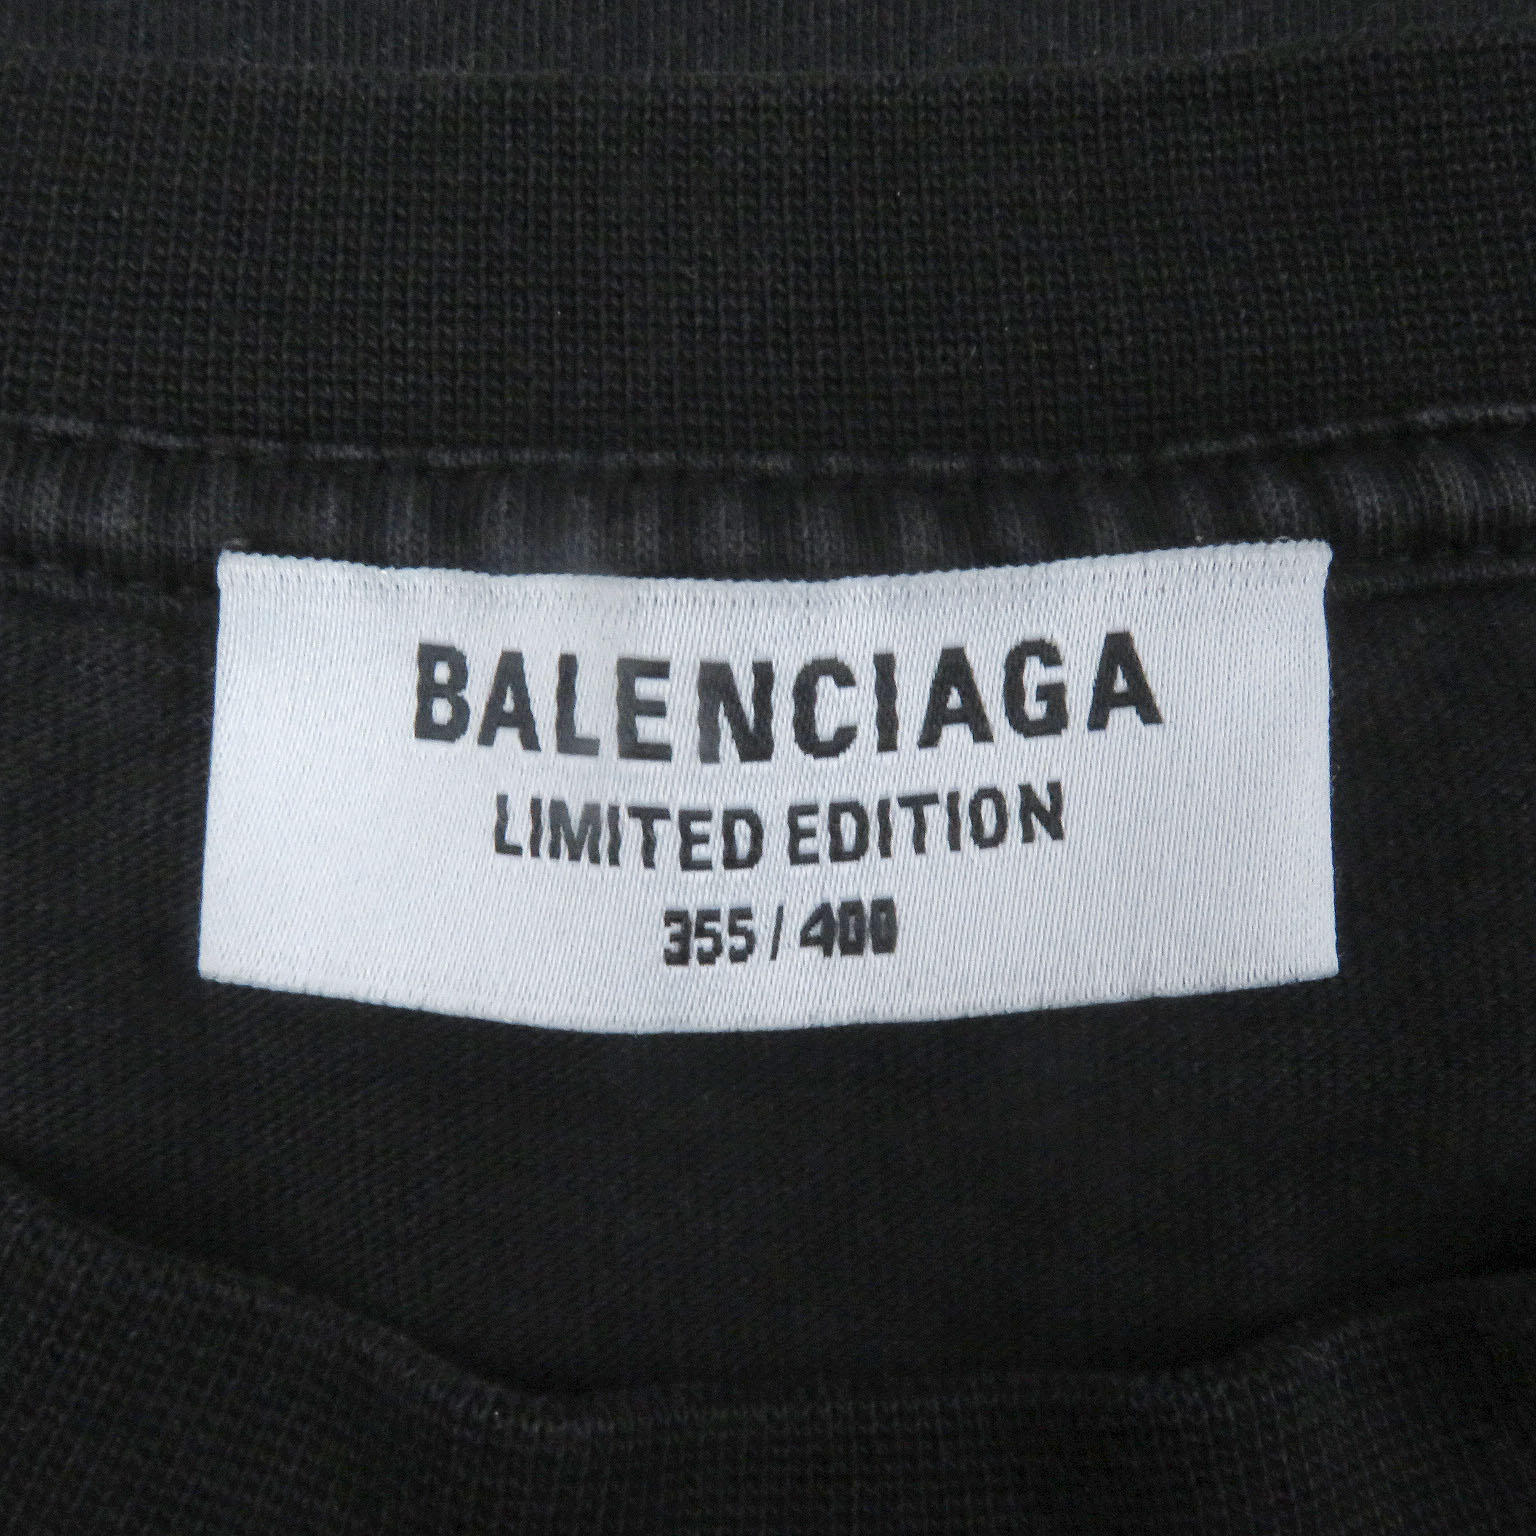 BALENCIAGA
LIMITED EDITION
355 / 400